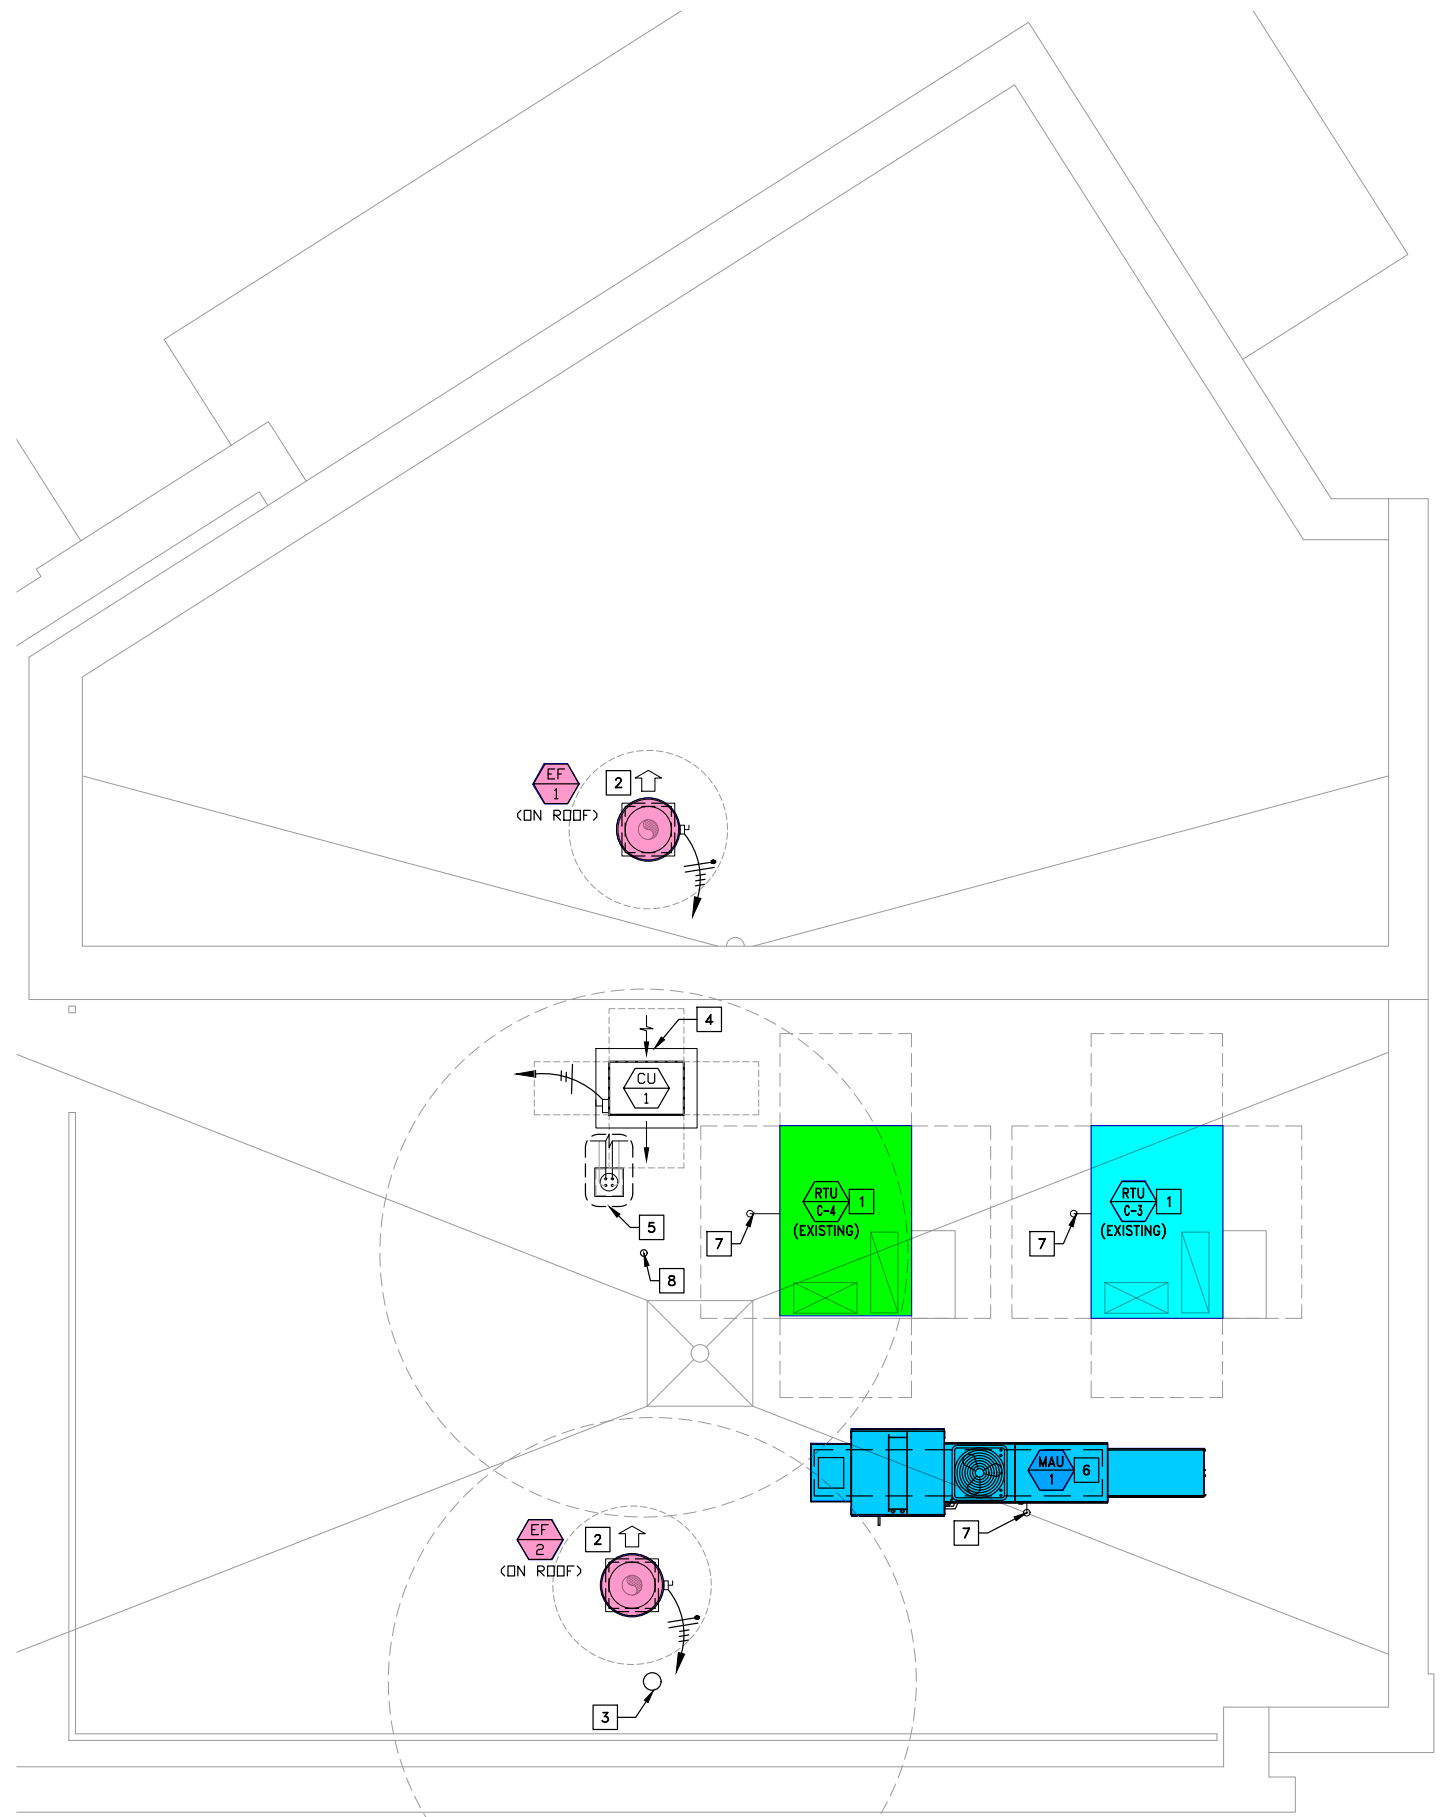 EF
1
(ON ROOF)
2
4
CU
1
5
8
RTU
C-4
1
(EXISTING)
7
RTU
C-3
1
(EXISTING)
7
MAU
1
6
7
EF
2
(ON ROOF)
2
3